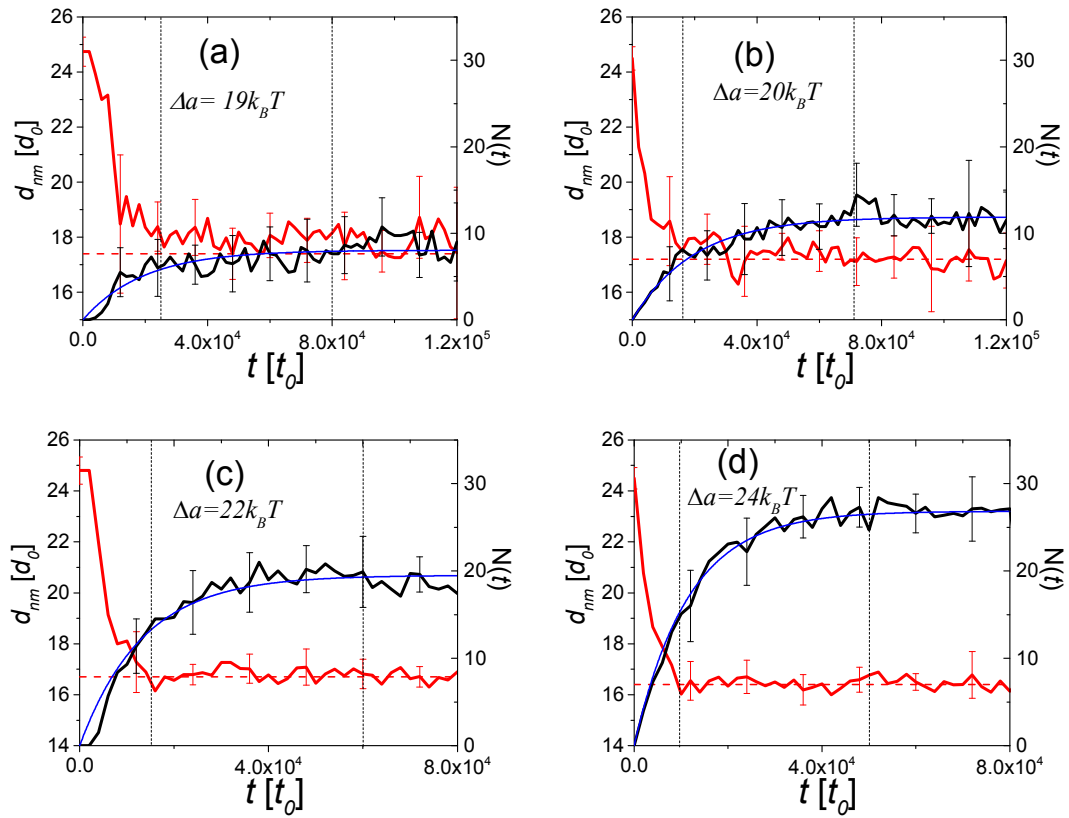 26
24
22
20
18
16
d_nm [d_0]
(a)
Δa= 19k_BT
30
20
10
0
N(t)
0.0
4.0x10^4
8.0x10^4
1.2x10^5
t [t_0]
26
24
22
20
18
16
d_nm [d_0]
(b)
Δa=20k_BT
30
20
10
0
N(t)
0.0
4.0x10^4
8.0x10^4
1.2x10^5
t [t_0]
26
24
22
20
18
16
14
d_nm [d_0]
(c)
Δa=22k_BT
30
20
10
0
N(t)
0.0
4.0x10^4
8.0x10^4
t [t_0]
26
24
22
20
18
16
14
d_nm [d_0]
(d)
Δa=24k_BT
30
20
10
0
N(t)
0.0
4.0x10^4
8.0x10^4
t [t_0]